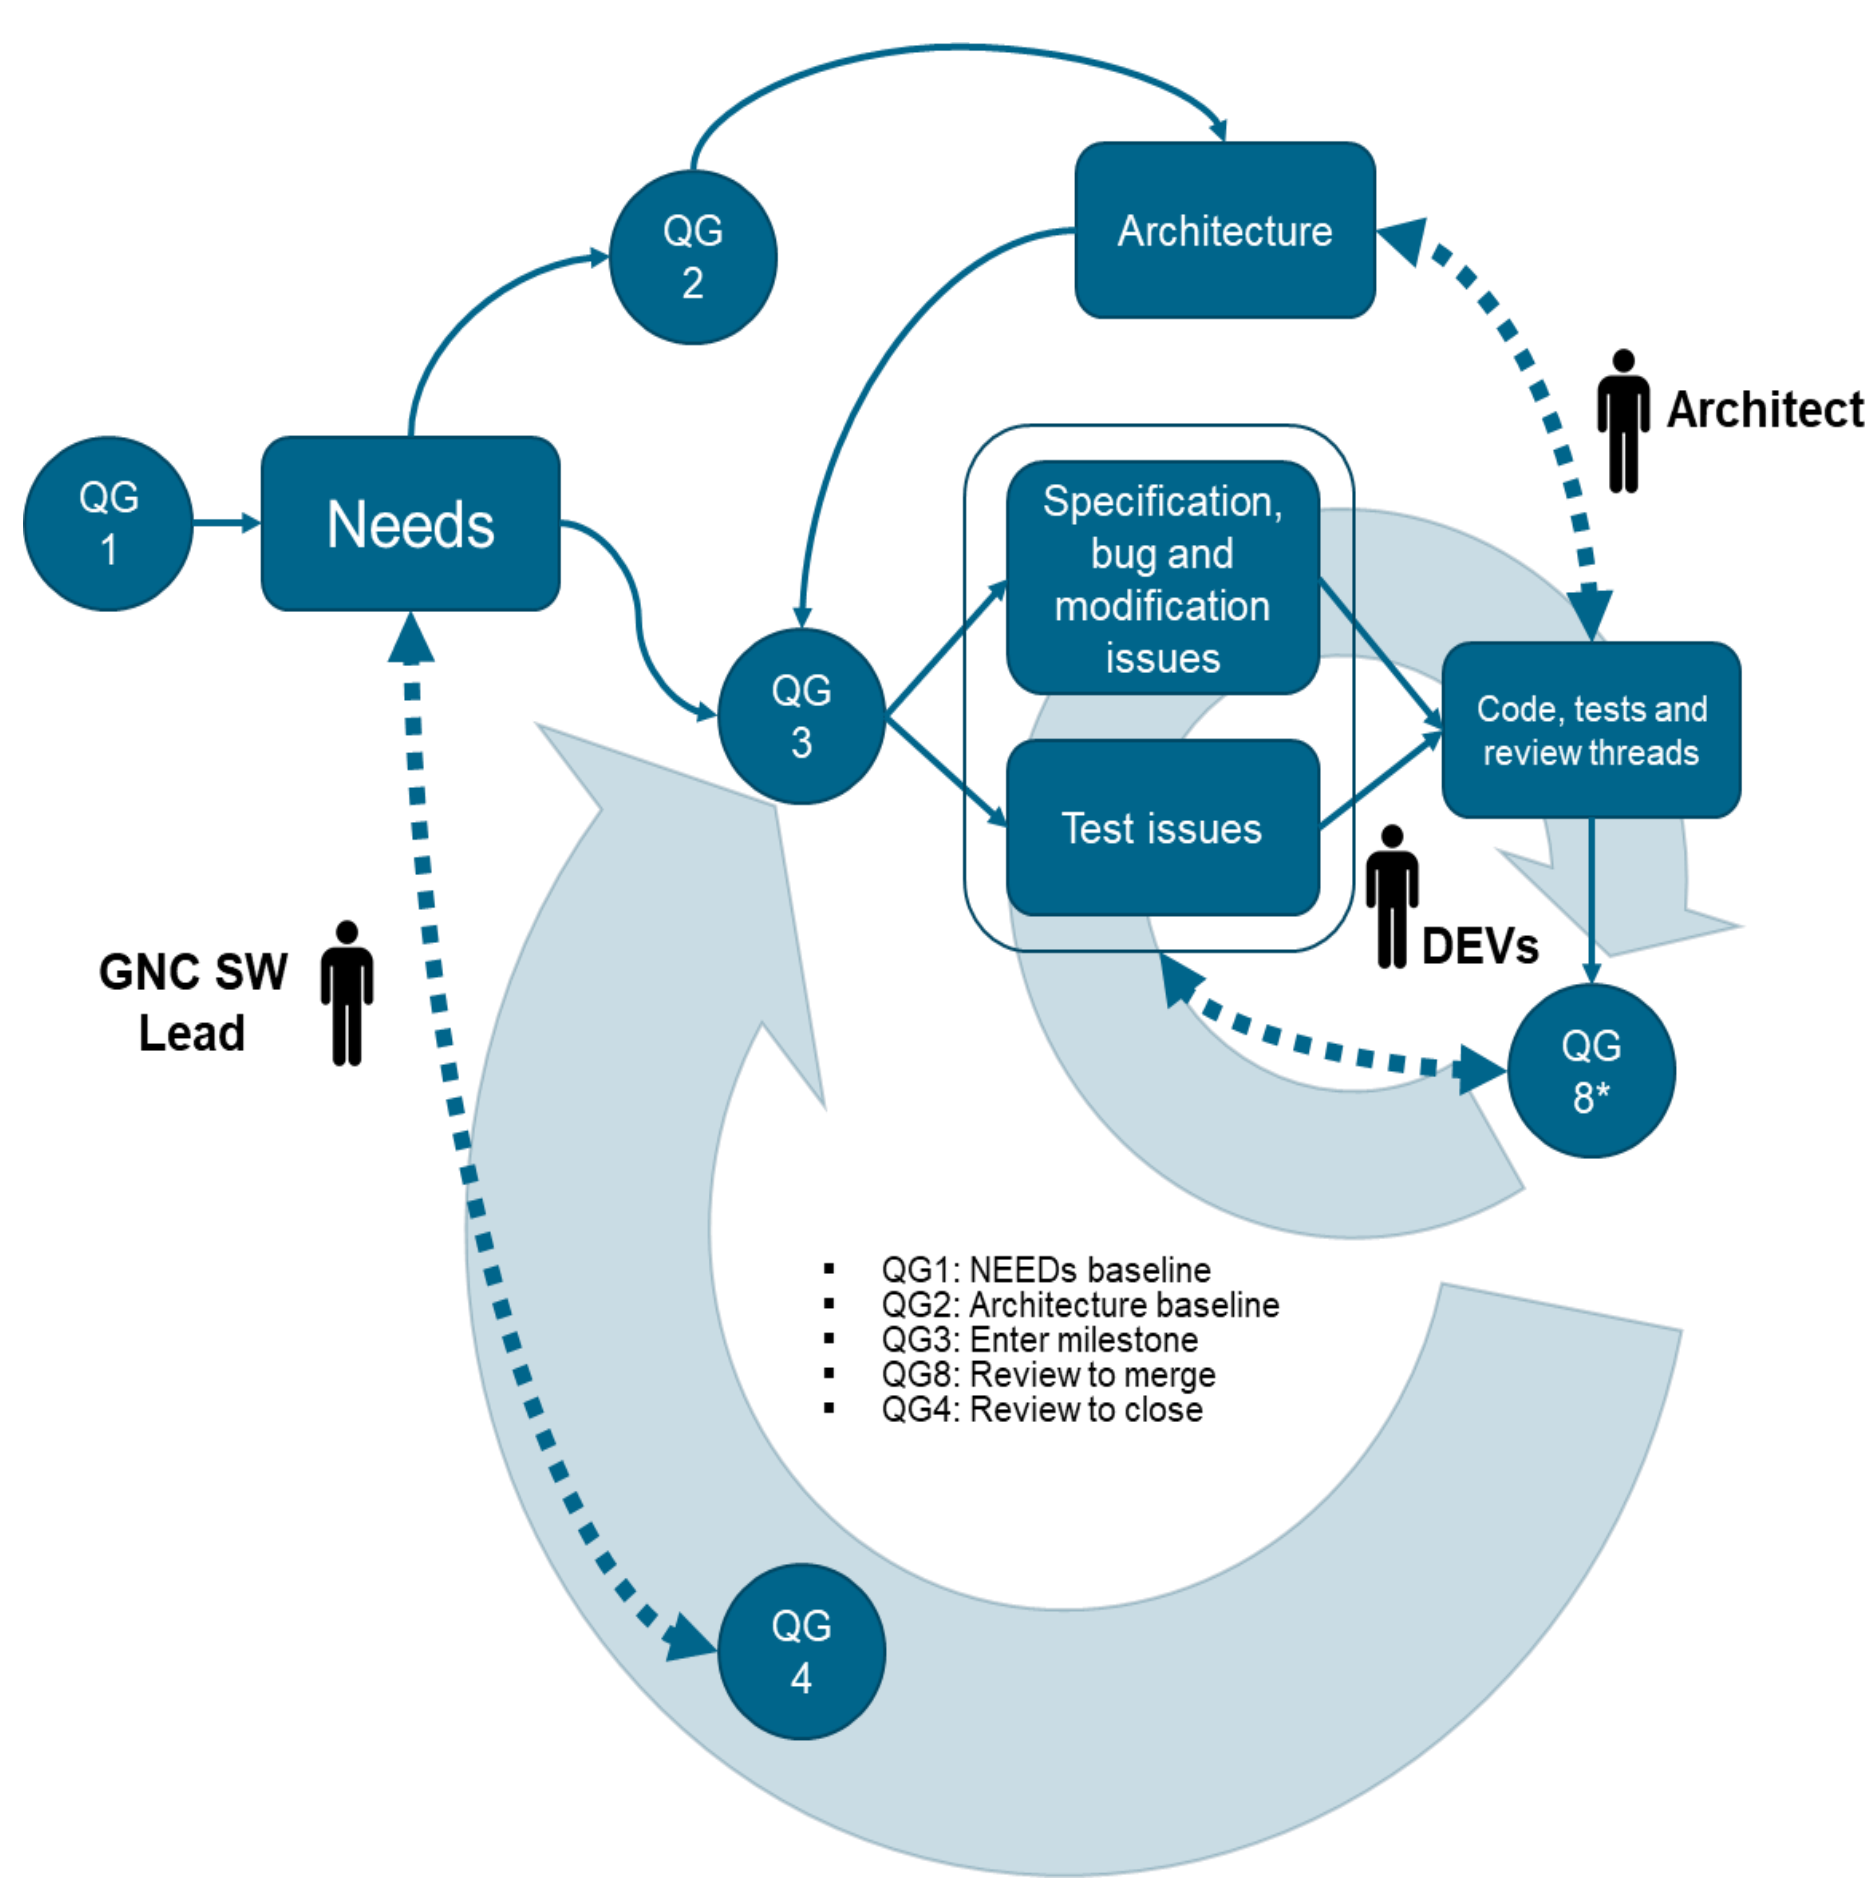 QG
2
Architecture
Architect
QG
1
Needs
Specification,
bug and
modification
issues
QG
3
Code, tests and
review threads
Test issues
DEVs
GNC SW
Lead
QG
8*
▪ QG1: NEEDs baseline
▪ QG2: Architecture baseline
▪ QG3: Enter milestone
▪ QG8: Review to merge
▪ QG4: Review to close
QG
4